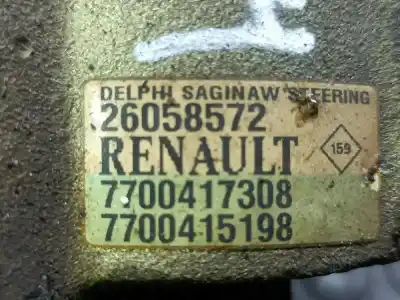 DELPHI SAGINAW STEERING
26058572
RENAULT
159
7700417308
7700415198